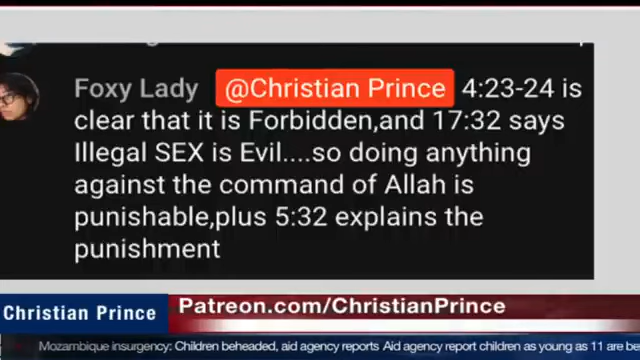 Foxy Lady @Christian Prince 4:23-24 is
clear that it is Forbidden,and 17:32 says
Illegal SEX is Evil....so doing anything
against the command of Allah is
punishable,plus 5:32 explains the
punishment
Christian Prince
Patreon.com/ChristianPrince
Mozambique insurgency: Children beheaded, aid agency reports Aid agency report children as young as 11 are be